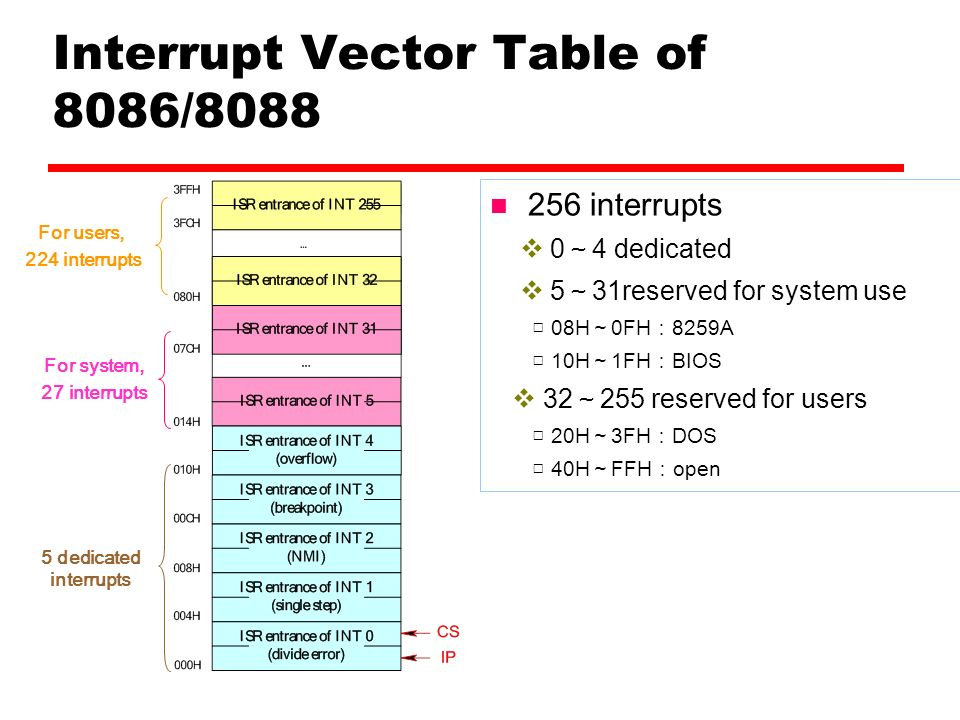 Interrupt Vector Table of
8086/8088
3FFH
ISR entrance of INT 255
3FCH
For users,
224 interrupts
...
ISR entrance of INT 32
080H
ISR entrance of INT 31
07CH
For system,
27 interrupts
...
ISR entrance of INT 5
014H
ISR entrance of INT 4
(overflow)
010H
ISR entrance of INT 3
(breakpoint)
00CH
ISR entrance of INT 2
(NMI)
5 dedicated
interrupts
008H
ISR entrance of INT 1
(single step)
004H
ISR entrance of INT 0
(divide error)
CS
IP
000H
256 interrupts
0～4 dedicated
5～31reserved for system use
08H～0FH：8259A
10H～1FH：BIOS
32～255 reserved for users
20H～3FH：DOS
40H～FFH：open